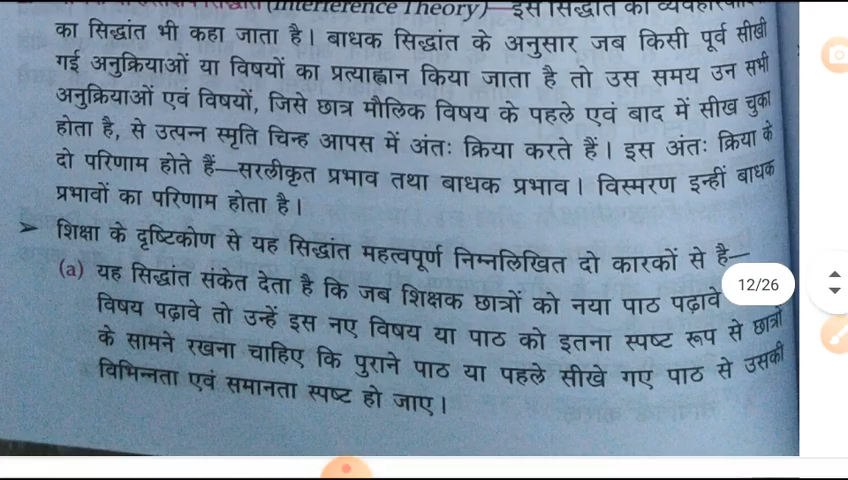 (Interference Theory)— इस सिद्धांत को
का सिद्धांत भी कहा जाता है। बाधक सिद्धांत के अनुसार जब किसी पूर्व सीखी
गई अनुक्रियाओं या विषयों का प्रत्याह्वान किया जाता है तो उस समय उन सभी
अनुक्रियाओं एवं विषयों, जिसे छात्र मौलिक विषय के पहले एवं बाद में सीख चुका
होता है, से उत्पन्न स्मृति चिन्ह आपस में अंतः क्रिया करते हैं। इस अंतः क्रिया के
दो परिणाम होते हैं—सरलीकृत प्रभाव तथा बाधक प्रभाव। विस्मरण इन्हीं बाधक
प्रभावों का परिणाम होता है।
➢ शिक्षा के दृष्टिकोण से यह सिद्धांत महत्वपूर्ण निम्नलिखित दो कारकों से है—
(a) यह सिद्धांत संकेत देता है कि जब शिक्षक छात्रों को नया पाठ पढ़ावे
विषय पढ़ावे तो उन्हें इस नए विषय या पाठ को इतना स्पष्ट रूप से छात्रों
के सामने रखना चाहिए कि पुराने पाठ या पहले सीखे गए पाठ से उसकी
विभिन्नता एवं समानता स्पष्ट हो जाए।
12/26